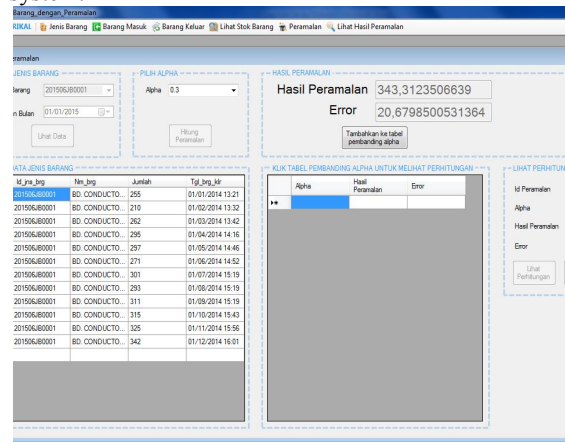 system.
Barang_dengan_Peramalan
RIKAL Jenis Barang Barang Masuk Barang Keluar Lihat Stok Barang Peramalan Lihat Hasil Peramalan
eramalan
JENIS BARANG
Barang 201506JB0001
n Bulan 01/01/2015
Lihat Data
PILIH ALPHA
Alpha 0.3
Hitung
Peramalan
HASIL PERAMALAN
Hasil Peramalan 343,3123506639
Error 20,6798500531364
Tambahkan ke tabel
pembanding alpha
DATA JENIS BARANG
Id_jns_brg Nm_brg Jumlah Tgl_brg_klr
201506JB0001 BD. CONDUCTO... 255 01/01/2014 13:21
201506JB0001 BD. CONDUCTO... 210 01/02/2014 13:32
201506JB0001 BD. CONDUCTO... 262 01/03/2014 13:42
201506JB0001 BD. CONDUCTO... 295 01/04/2014 14:16
201506JB0001 BD. CONDUCTO... 297 01/05/2014 14:46
201506JB0001 BD. CONDUCTO... 271 01/06/2014 14:52
201506JB0001 BD. CONDUCTO... 301 01/07/2014 15:19
201506JB0001 BD. CONDUCTO... 293 01/08/2014 15:19
201506JB0001 BD. CONDUCTO... 311 01/09/2014 15:19
201506JB0001 BD. CONDUCTO... 315 01/10/2014 15:43
201506JB0001 BD. CONDUCTO... 325 01/11/2014 15:56
201506JB0001 BD. CONDUCTO... 342 01/12/2014 16:01
KLIK TABEL PEMBANDING ALPHA UNTUK MELIHAT PERHITUNGAN
Alpha Hasil Peramalan Error
LIHAT PERHITUN
Id Peramalan
Alpha
Hasil Peramalan
Error
Lihat
Perhitungan